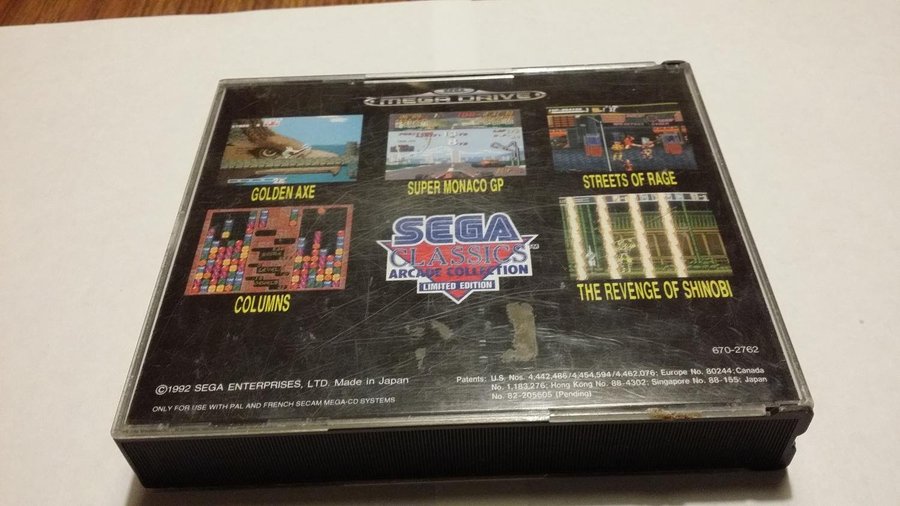 SEGA
MEGA DRIVE
GOLDEN AXE
SUPER MONACO GP
STREETS OF RAGE
COLUMNS
SEGA
CLASSICS
TM
ARCADE COLLECTION
LIMITED EDITION
THE REVENGE OF SHINOBI
670-2762
©1992 SEGA ENTERPRISES, LTD. Made in Japan
Patents: U.S. Nos. 4,442,486/4,454,594/4,462,076; Europe No. 80244; Canada
No. 1,183,276; Hong Kong No. 88-4302; Singapore No. 88-155; Japan
No. 82-205605 (Pending)
ONLY FOR USE WITH PAL AND FRENCH SECAM MEGA-CD SYSTEMS